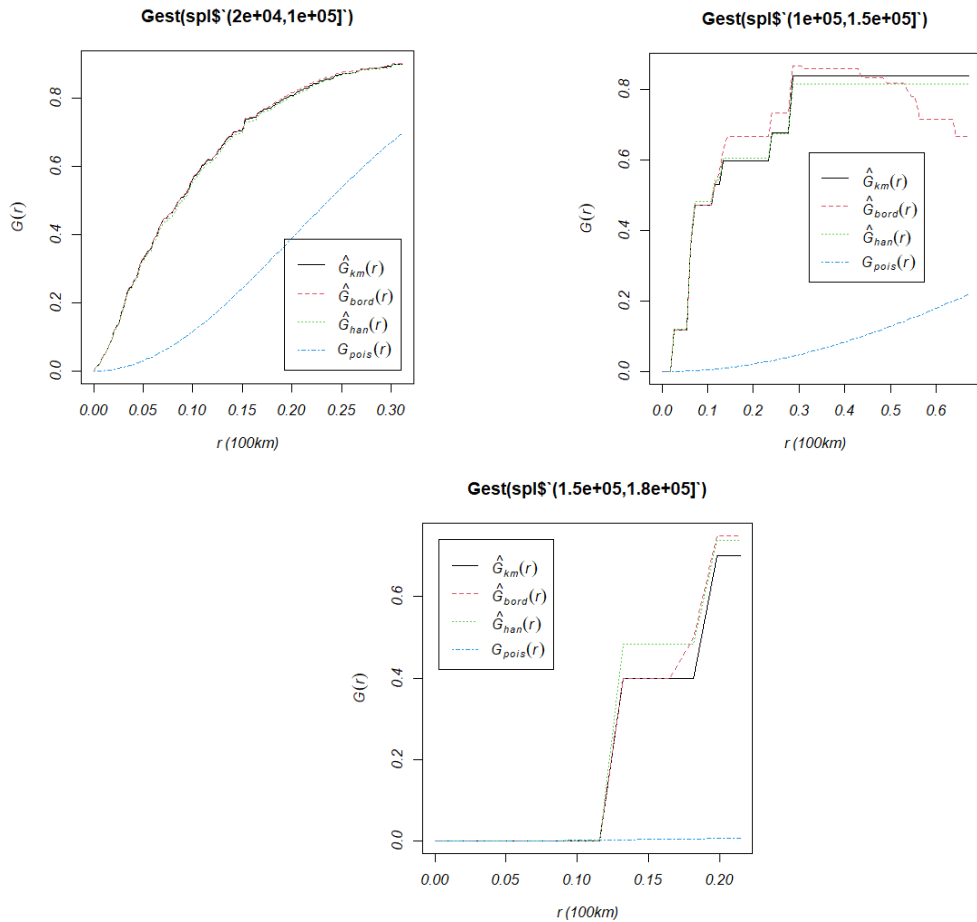 Gest(spl$`(2e+04,1e+05]`)
G(r)
0.0 0.2 0.4 0.6 0.8
Ĝkm(r)
Ĝbord(r)
Ĝhan(r)
Gpois(r)
0.00 0.05 0.10 0.15 0.20 0.25 0.30
r (100km)
Gest(spl$`(1e+05,1.5e+05]`)
G(r)
0.0 0.2 0.4 0.6 0.8
Ĝkm(r)
Ĝbord(r)
Ĝhan(r)
Gpois(r)
0.0 0.1 0.2 0.3 0.4 0.5 0.6
r (100km)
Gest(spl$`(1.5e+05,1.8e+05]`)
G(r)
0.0 0.2 0.4 0.6
Ĝkm(r)
Ĝbord(r)
Ĝhan(r)
Gpois(r)
0.00 0.05 0.10 0.15 0.20
r (100km)